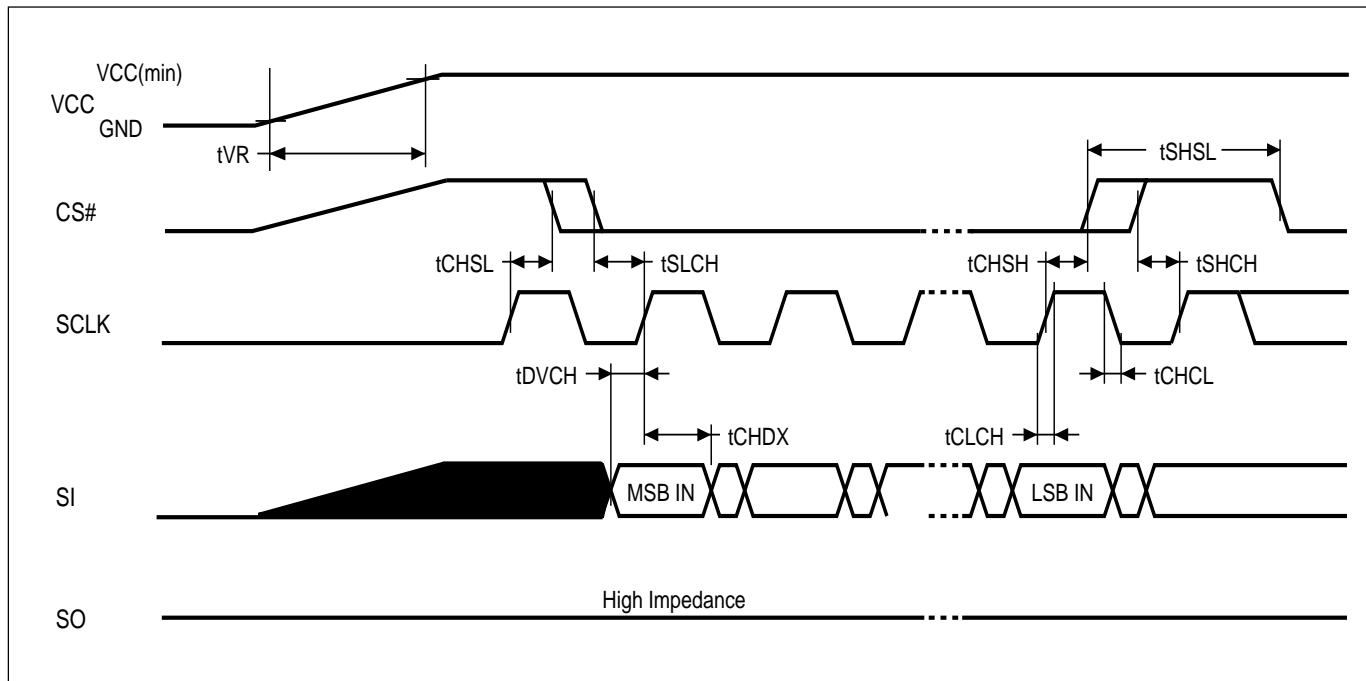 VCC(min)
VCC
GND
tVR
tSHSL
CS#
tCHSL
tSLCH
tCHSH
tSHCH
SCLK
tDVCH
tCHCL
tCHDX
tCLCH
SI
MSB IN
LSB IN
High Impedance
SO